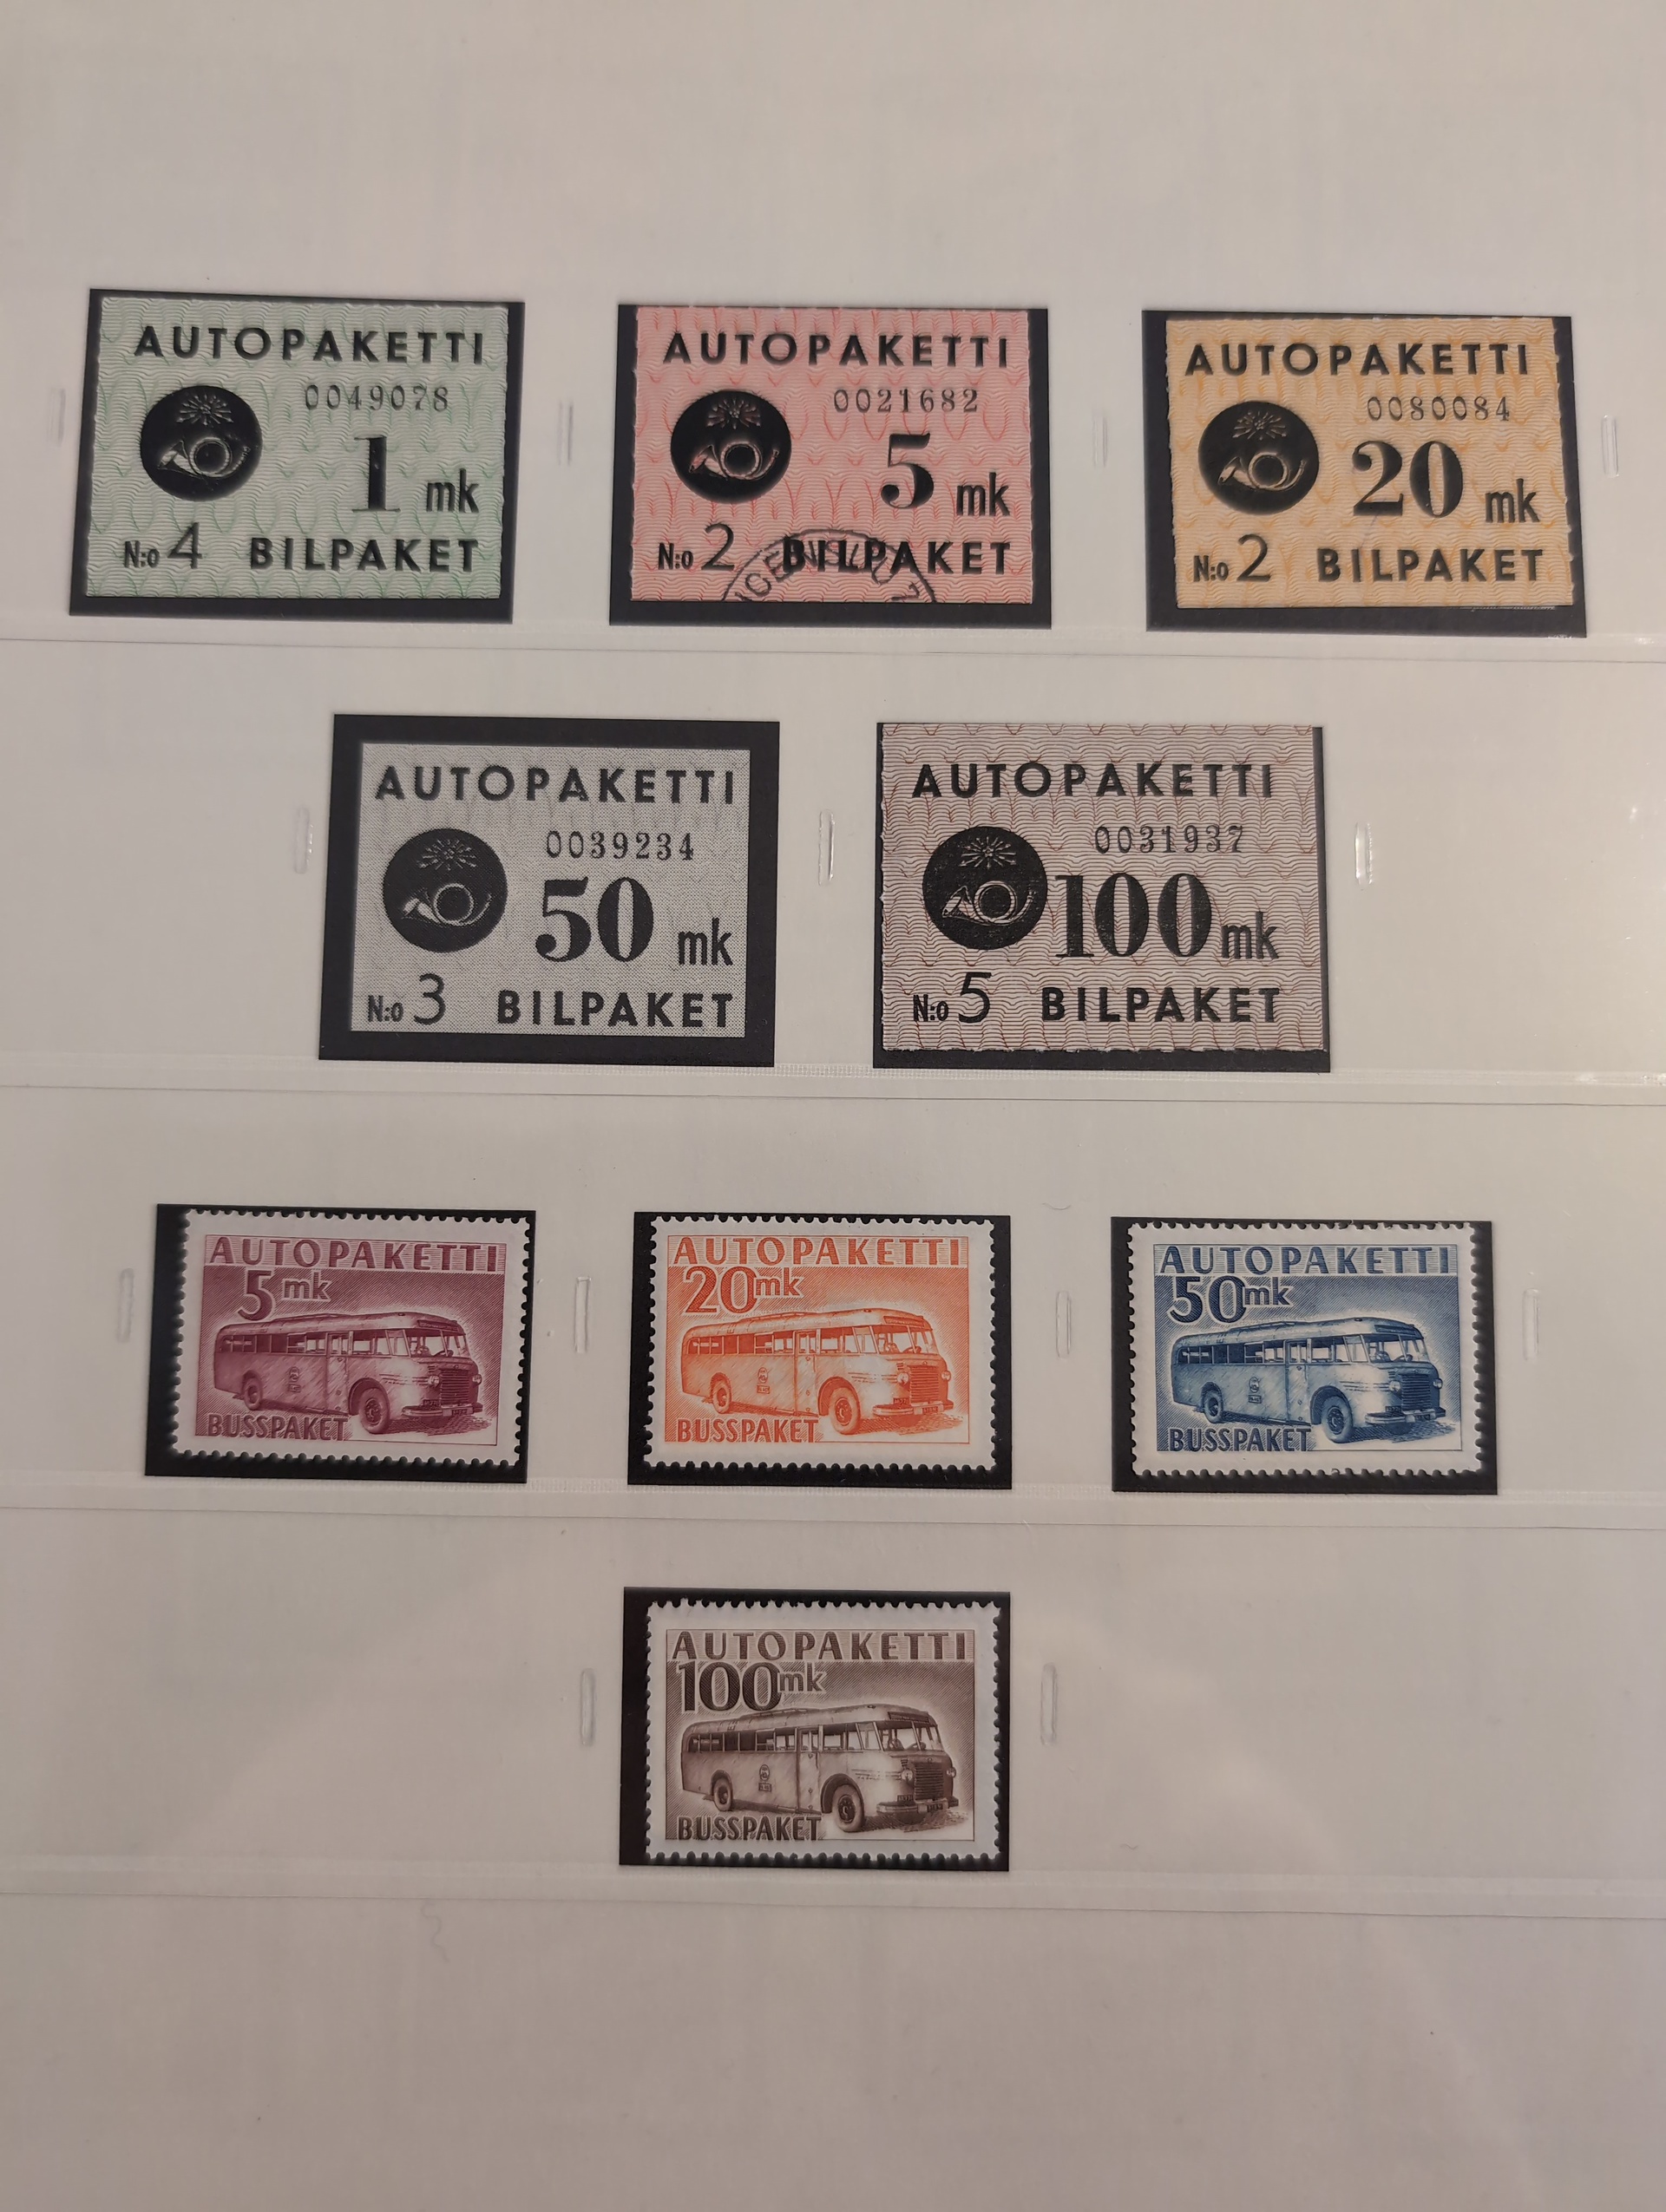 AUTOPAKETTI
0049078
1 mk
N:o 4 BILPAKET
AUTOPAKETTI
0021682
5 mk
N:o 2 BILPAKET
AUTOPAKETTI
0080084
20 mk
N:o 2 BILPAKET
AUTOPAKETTI
0039234
50 mk
N:o 3 BILPAKET
AUTOPAKETTI
0031937
100 mk
N:o 5 BILPAKET
AUTOPAKETTI
5 mk
BUSSPAKET
AUTOPAKETTI
20 mk
BUSSPAKET
AUTOPAKETTI
50 mk
BUSSPAKET
AUTOPAKETTI
100 mk
BUSSPAKET